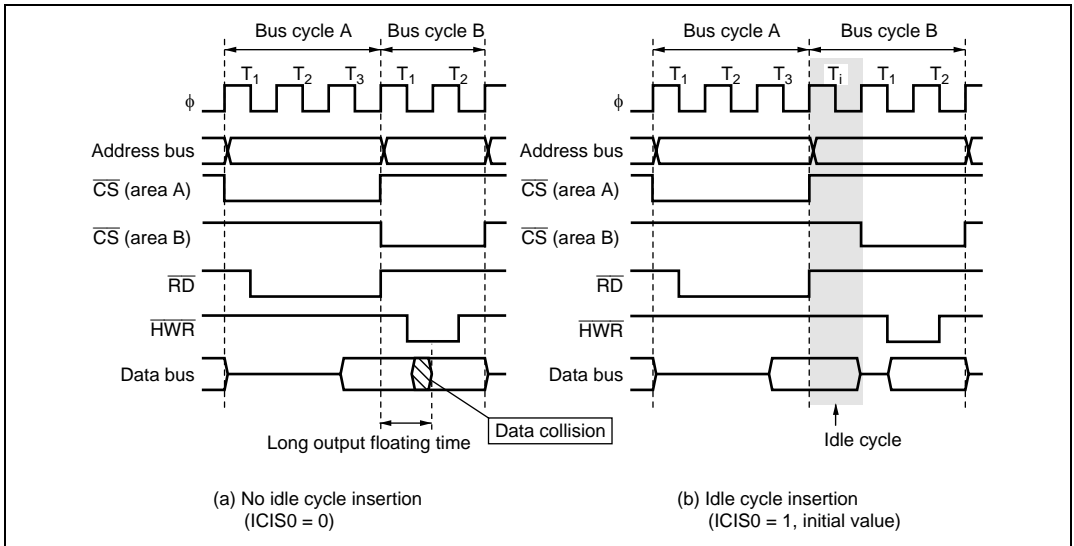 Bus cycle A
Bus cycle B
T1 T2 T3 T1 T2
ϕ
Address bus
CS (area A)
CS (area B)
RD
HWR
Data bus
Long output floating time
Data collision
(a) No idle cycle insertion
(ICIS0 = 0)
Bus cycle A
Bus cycle B
T1 T2 T3 Ti T1 T2
ϕ
Address bus
CS (area A)
CS (area B)
RD
HWR
Data bus
Idle cycle
(b) Idle cycle insertion
(ICIS0 = 1, initial value)